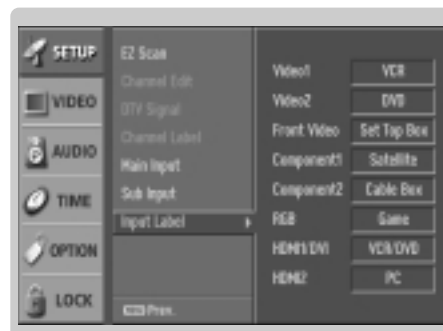 SETUP
VIDEO
AUDIO
TIME
OPTION
LOCK
EZ Scan
Channel Edit
DTV Signal
Channel Label
Main Input
Sub Input
Input Label
Prev.
Video1 VCR
Video2 DVD
Front Video Set Top Box
Component1 Satellite
Component2 Cable Box
RGB Game
HDMI1/DVI VCR/DVD
HDMI2 PC